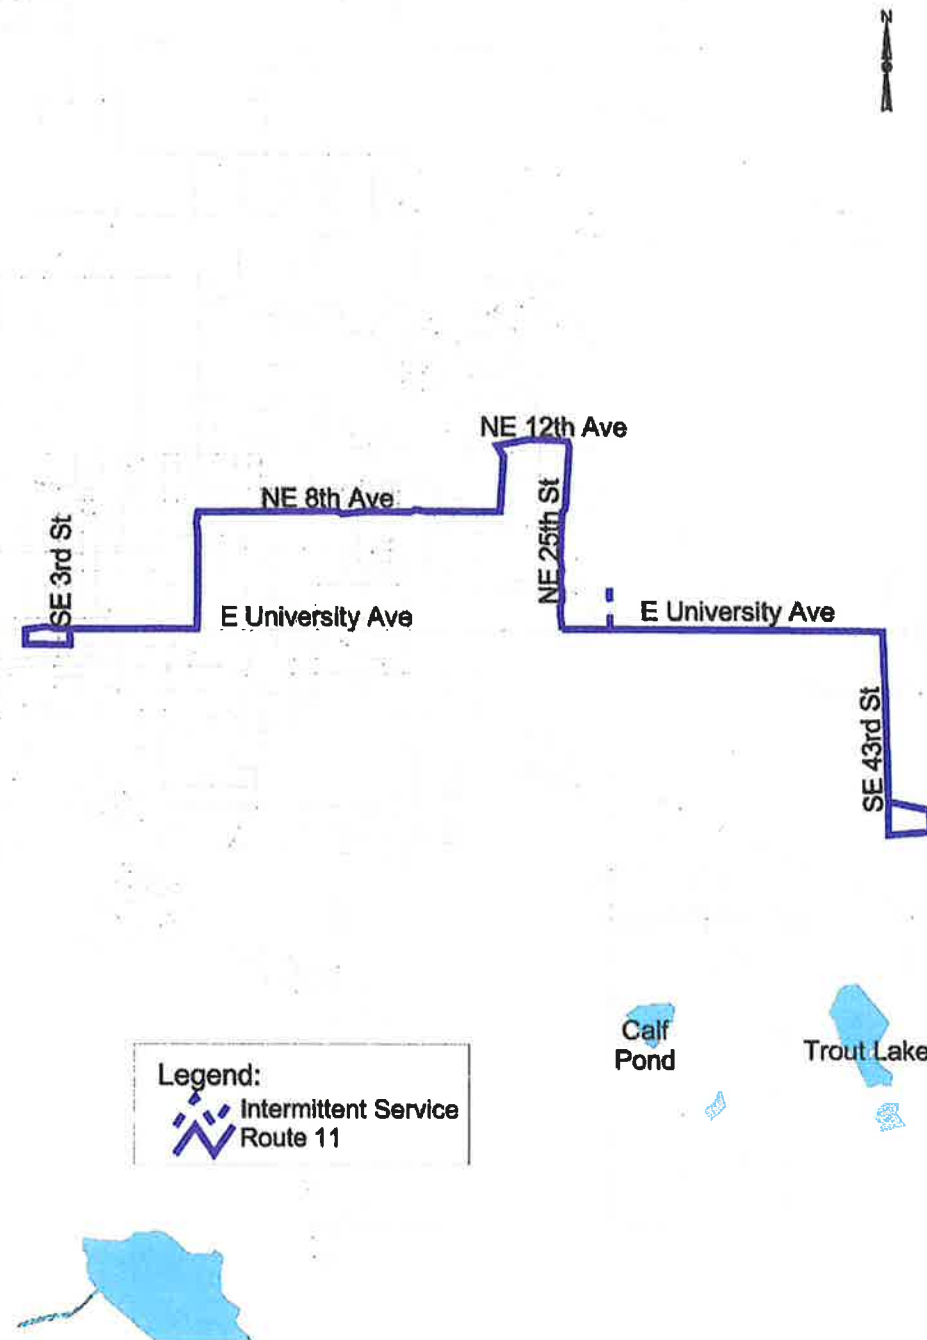 N
NE 12th Ave
NE 8th Ave
NE 25th St
SE 3rd St
E University Ave
E University Ave
SE 43rd St
Calf
Pond
Trout Lake
Legend:
Intermittent Service
Route 11